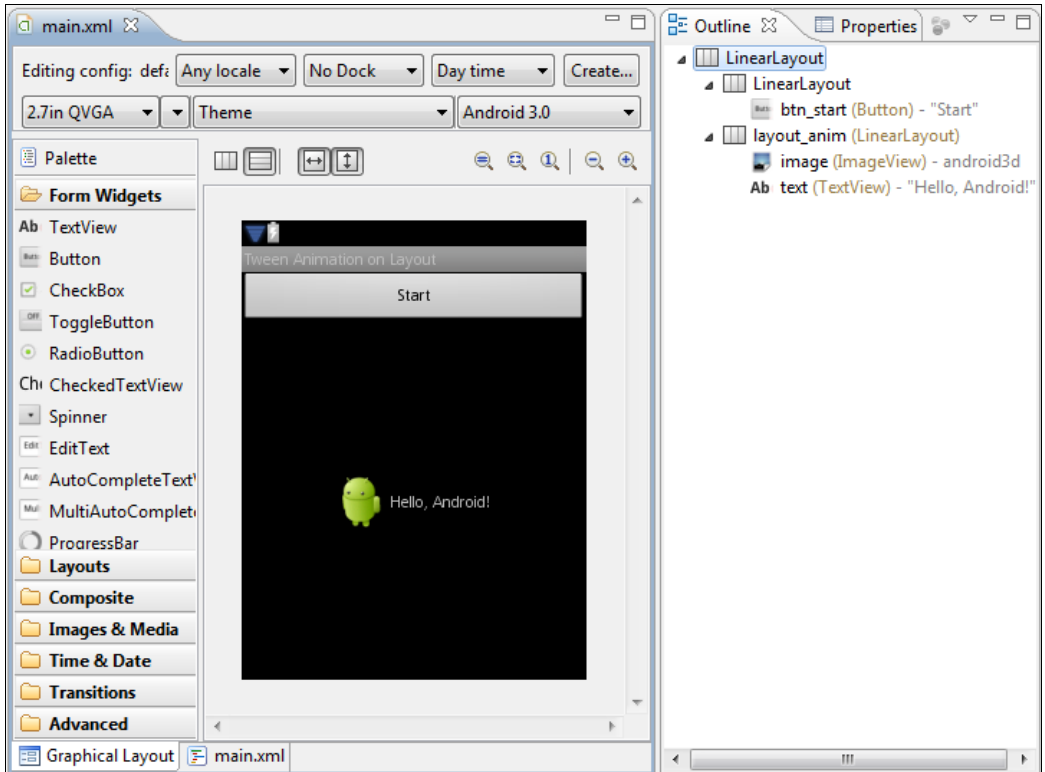 main.xml
Editing config: defa Any locale No Dock Day time Create...
2.7in QVGA Theme Android 3.0
Palette
Form Widgets
Ab TextView
Button
CheckBox
ToggleButton
RadioButton
CheckedTextView
Spinner
EditText
AutoCompleteText
MultiAutoComplet
ProgressBar
Layouts
Composite
Images & Media
Time & Date
Transitions
Advanced
Tween Animation on Layout
Start
Hello, Android!
Graphical Layout main.xml
Outline Properties
LinearLayout
LinearLayout
btn_start (Button) - "Start"
layout_anim (LinearLayout)
image (ImageView) - android3d
Ab text (TextView) - "Hello, Android!"